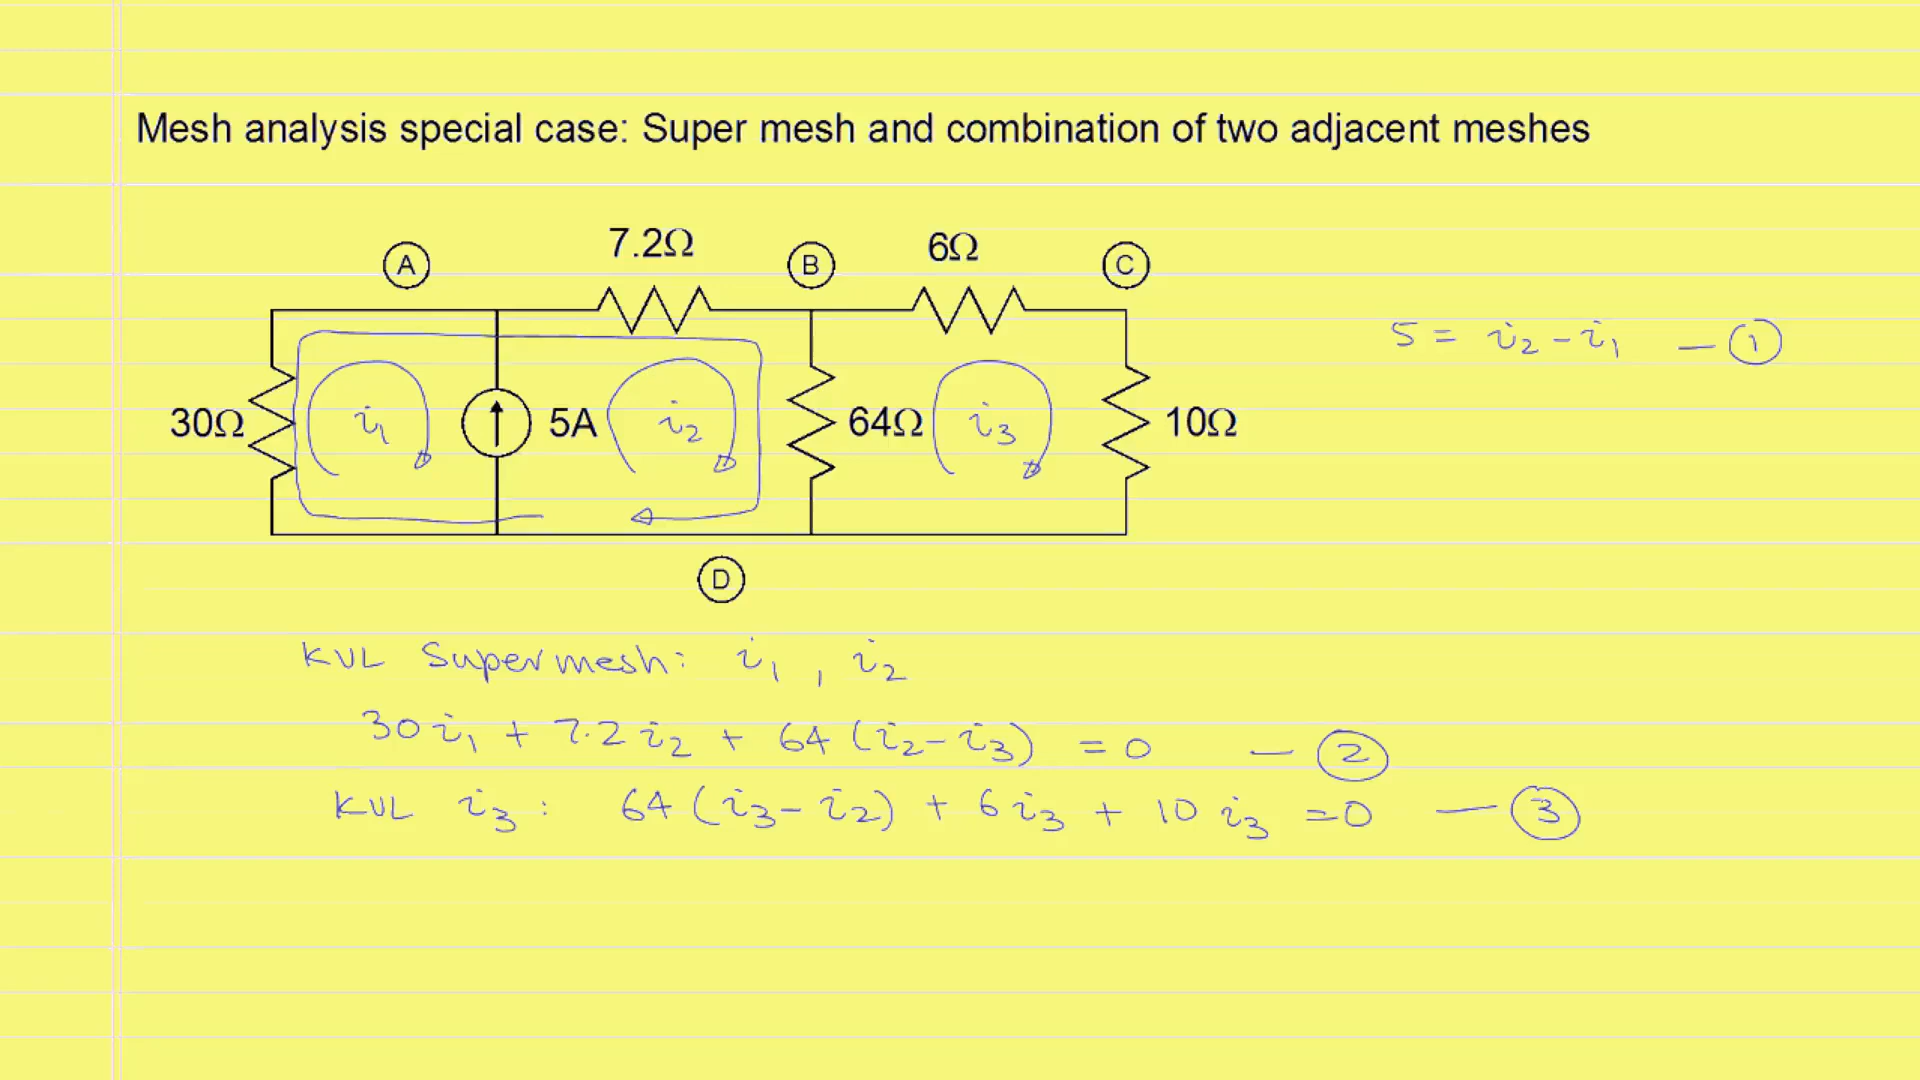 Mesh analysis special case: Super mesh and combination of two adjacent meshes
7.2Ω
6Ω
A
B
C
5 = i₂ - i₁ — ①
30Ω
i₁
5A
i₂
64Ω
i₃
10Ω
D
KVL Supermesh: i₁ , i₂
30 i₁ + 7.2 i₂ + 64 (i₂ - i₃) = 0 — ②
KVL i₃ : 64 (i₃ - i₂) + 6 i₃ + 10 i₃ = 0 — ③